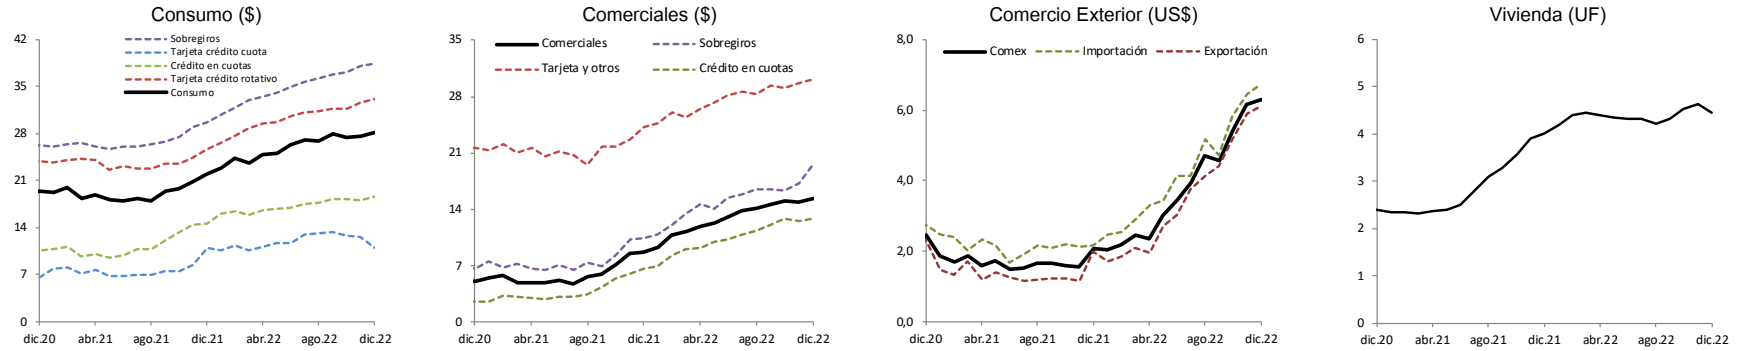 Consumo ($)
42
35
28
21
14
7
0
Sobregiros
Tarjeta crédito cuota
Crédito en cuotas
Tarjeta crédito rotativo
Consumo
dic.20 abr.21 ago.21 dic.21 abr.22 ago.22 dic.22
Comerciales ($)
35
28
21
14
7
0
Comerciales Sobregiros
Tarjeta y otros Crédito en cuotas
dic.20 abr.21 ago.21 dic.21 abr.22 ago.22 dic.22
Comercio Exterior (US$)
8,0
6,0
4,0
2,0
0,0
Comex Importación Exportación
dic.20 abr.21 ago.21 dic.21 abr.22 ago.22 dic.22
Vivienda (UF)
6
5
4
3
2
1
0
dic.20 abr.21 ago.21 dic.21 abr.22 ago.22 dic.22